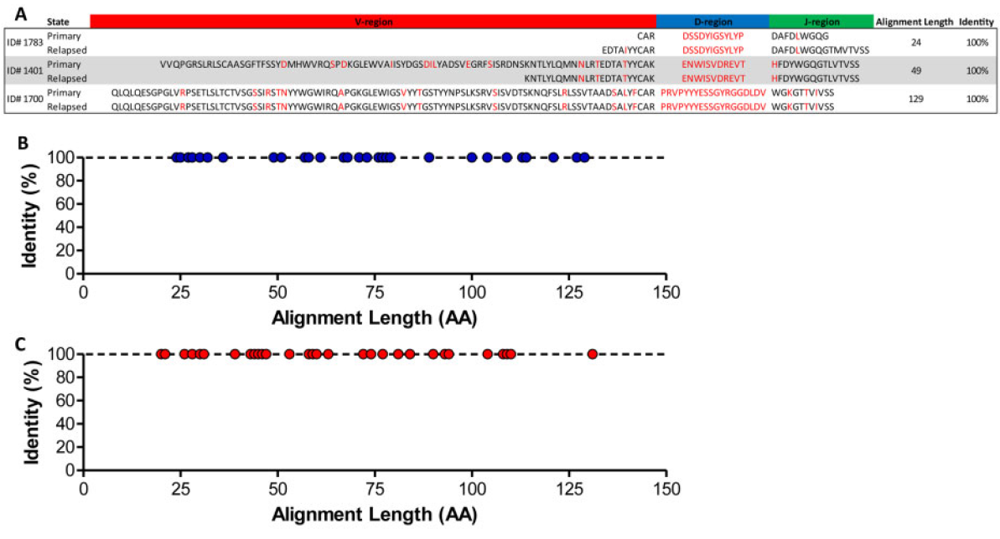 A
State V-region D-region J-region Alignment Length Identity
ID# 1783 Primary CAR DSSDYIGSYLYP DAFDLWGQG 24 100%
Relapsed EDTAIYYCAR DSSDYIGSYLYP DAFDLWGQGTMVTVSS
ID# 1401 Primary VVQPGRSLRLSCAASGFTFSSYDMHWVRQSPDKGLEWVAIISYDGSDILYADSVEGRFSISRDNSKNTLYLQMNNLRTEDTATYYCAK ENWISVDREVT HFDYWGQGTLVTVSS 49 100%
Relapsed KNTLYLQMNNLRTEDTATYYCAK ENWISVDREVT HFDYWGQGTLVTVSS
ID# 1700 Primary QLQLQESGPGLVRPSETLSLTCTVSGSSIRSTNYYWGWIRQAPGKGLEWIGSVYYTGSTYYNPSLKSRVSISVDTSKNQFSLRLSSVTAADSALYFCAR PRVPYYYESSGYRGGDLDV WGKGTTVIVSS 129 100%
Relapsed QLQLQESGPGLVRPSETLSLTCTVSGSSIRSTNYYWGWIRQAPGKGLEWIGSVYYTGSTYYNPSLKSRVSISVDTSKNQFSLRLSSVTAADSALYFCAR PRVPYYYESSGYRGGDLDV WGKGTTVIVSS
B
Identity (%)
100
80
60
40
20
0
0 25 50 75 100 125 150
Alignment Length (AA)
C
Identity (%)
100
80
60
40
20
0
0 25 50 75 100 125 150
Alignment Length (AA)